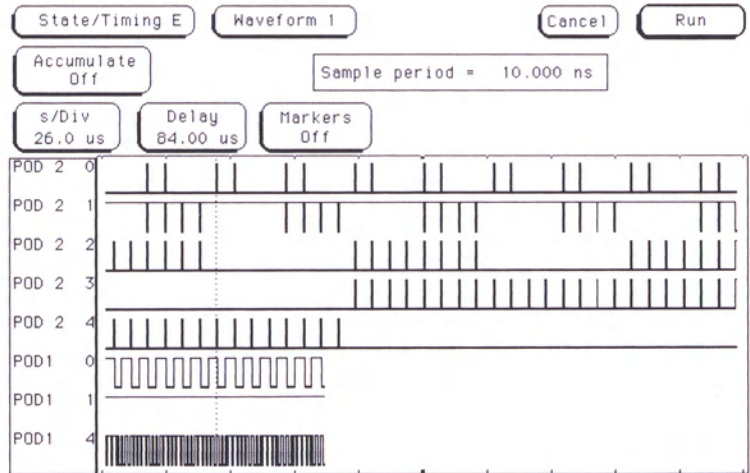 State/Timing E Waveform 1 Cancel Run
Accumulate
Off
Sample period = 10.000 ns
s/Div
26.0 us
Delay
84.00 us
Markers
Off
POD 2 0
POD 2 1
POD 2 2
POD 2 3
POD 2 4
POD1 0
POD1 1
POD1 4